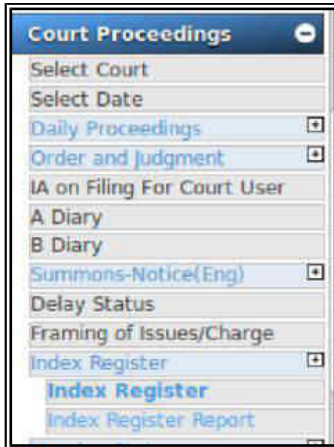 Court Proceedings
Select Court
Select Date
Daily Proceedings
Order and Judgment
IA on Filing For Court User
A Diary
B Diary
Summons-Notice(Eng)
Delay Status
Framing of Issues/Charge
Index Register
Index Register
Index Register Report